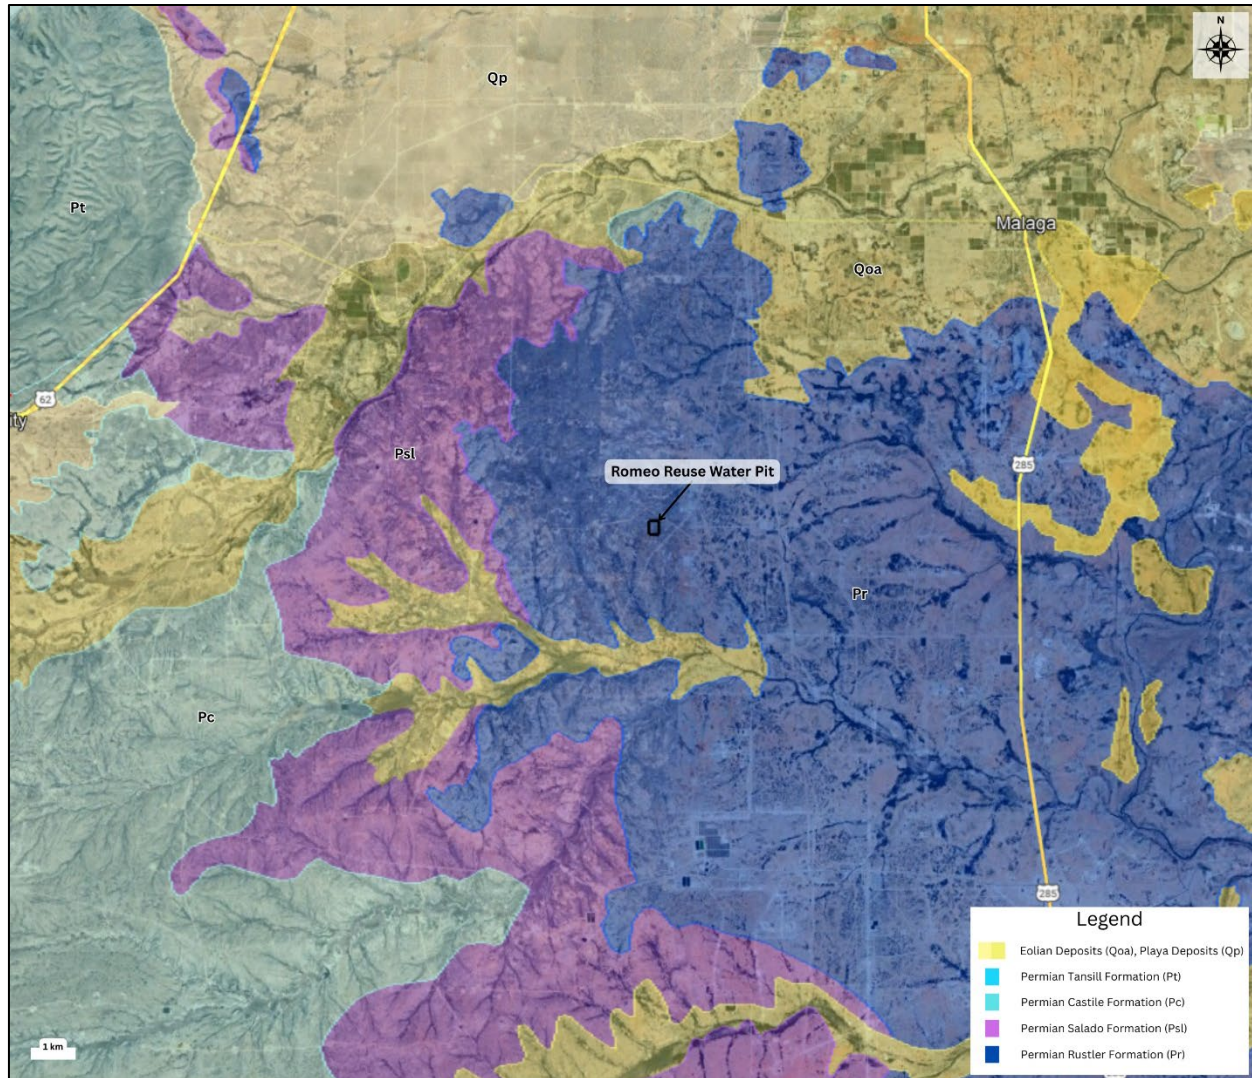 N
Qp
Pt
Malaga
Qoa
62
ity
Psl
285
Romeo Reuse Water Pit
Pr
Pc
285
Legend
Eolian Deposits (Qoa), Playa Deposits (Qp)
Permian Tansill Formation (Pt)
Permian Castile Formation (Pc)
Permian Salado Formation (Psl)
Permian Rustler Formation (Pr)
1 km